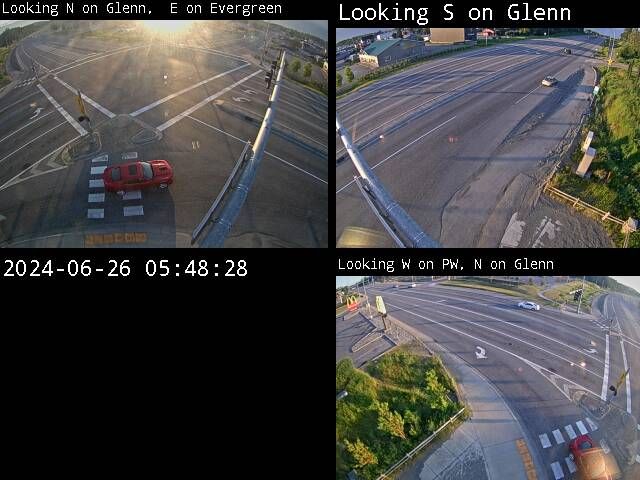 Looking N on Glenn,  E on Evergreen
Looking S on Glenn
2024-06-26 05:48:28
Looking W on PW, N on Glenn